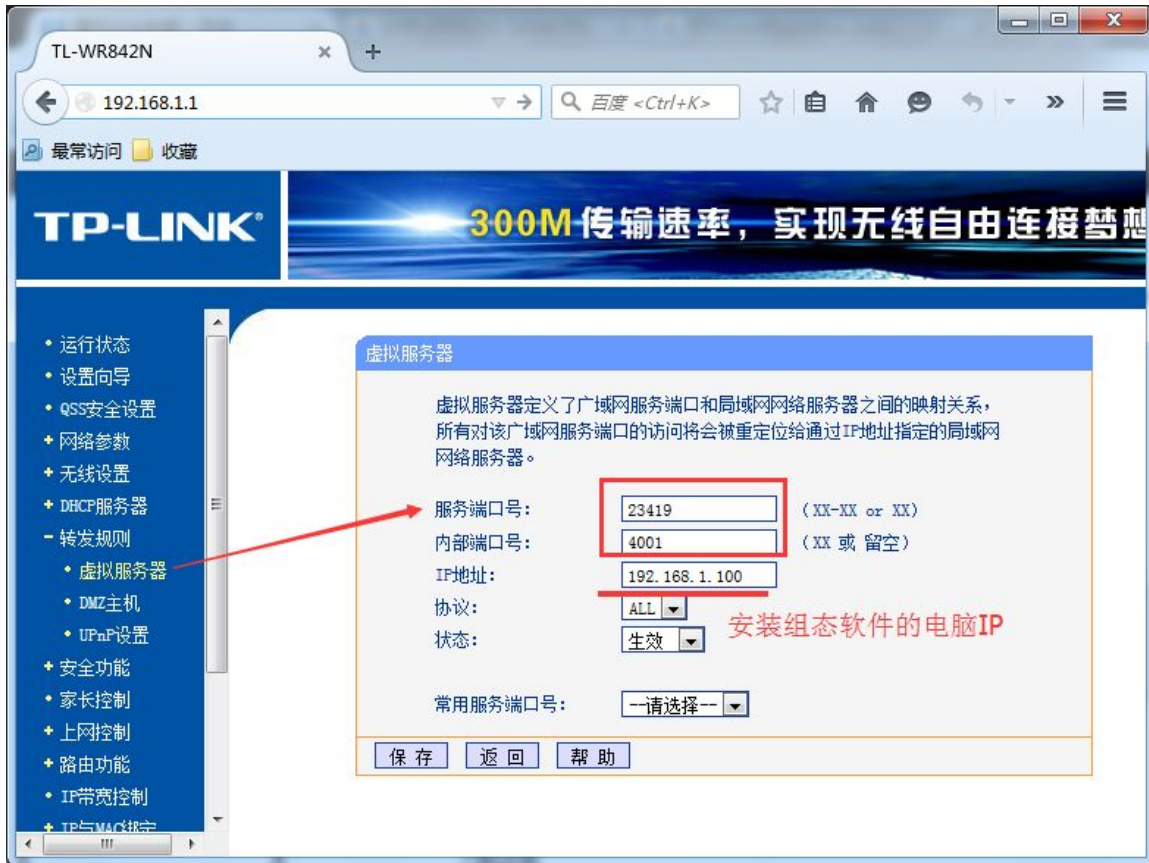 TL-WR842N
192.168.1.1
百度 <Ctrl+K>
最常访问 收藏
TP-LINK®
300M 传输速率，实现无线自由连接梦想
运行状态
设置向导
QSS安全设置
网络参数
无线设置
DHCP服务器
转发规则
虚拟服务器
DMZ主机
UPnP设置
安全功能
家长控制
上网控制
路由功能
IP带宽控制
IP与MAC绑定
虚拟服务器
虚拟服务器定义了广域网服务端口和局域网网络服务器之间的映射关系，
所有对该广域网服务端口的访问将会被重定位给通过IP地址指定的局域网
网络服务器。
服务端口号： 23419 （XX-XX or XX）
内部端口号： 4001 （XX 或 留空）
IP地址： 192.168.1.100
协议： ALL
安装组态软件的电脑IP
状态： 生效
常用服务端口号： --请选择--
保 存 返 回 帮 助